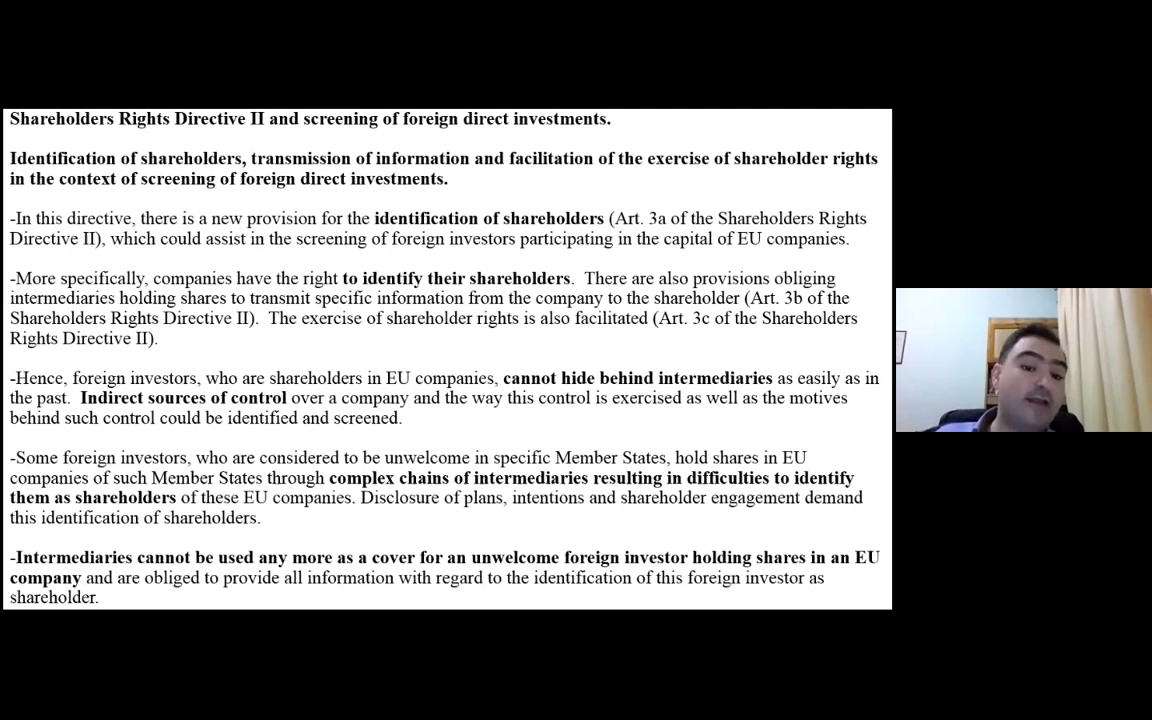 Shareholders Rights Directive II and screening of foreign direct investments.
Identification of shareholders, transmission of information and facilitation of the exercise of shareholder rights
in the context of screening of foreign direct investments.
-In this directive, there is a new provision for the identification of shareholders (Art. 3a of the Shareholders Rights
Directive II), which could assist in the screening of foreign investors participating in the capital of EU companies.
-More specifically, companies have the right to identify their shareholders.  There are also provisions obliging
intermediaries holding shares to transmit specific information from the company to the shareholder (Art. 3b of the
Shareholders Rights Directive II).  The exercise of shareholder rights is also facilitated (Art. 3c of the Shareholders
Rights Directive II).
-Hence, foreign investors, who are shareholders in EU companies, cannot hide behind intermediaries as easily as in
the past.  Indirect sources of control over a company and the way this control is exercised as well as the motives
behind such control could be identified and screened.
-Some foreign investors, who are considered to be unwelcome in specific Member States, hold shares in EU
companies of such Member States through complex chains of intermediaries resulting in difficulties to identify
them as shareholders of these EU companies. Disclosure of plans, intentions and shareholder engagement demand
this identification of shareholders.
-Intermediaries cannot be used any more as a cover for an unwelcome foreign investor holding shares in an EU
company and are obliged to provide all information with regard to the identification of this foreign investor as
shareholder.